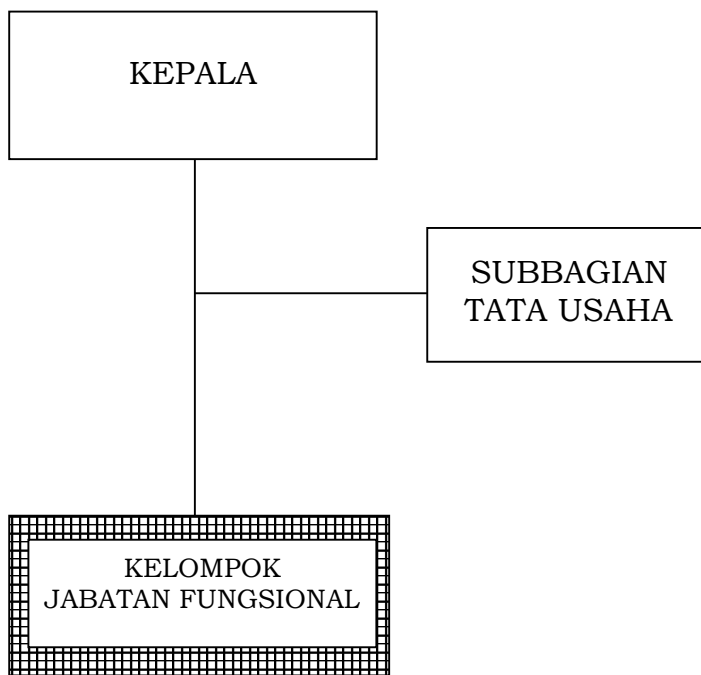 KEPALA
SUBBAGIAN
TATA USAHA
KELOMPOK
JABATAN FUNGSIONAL